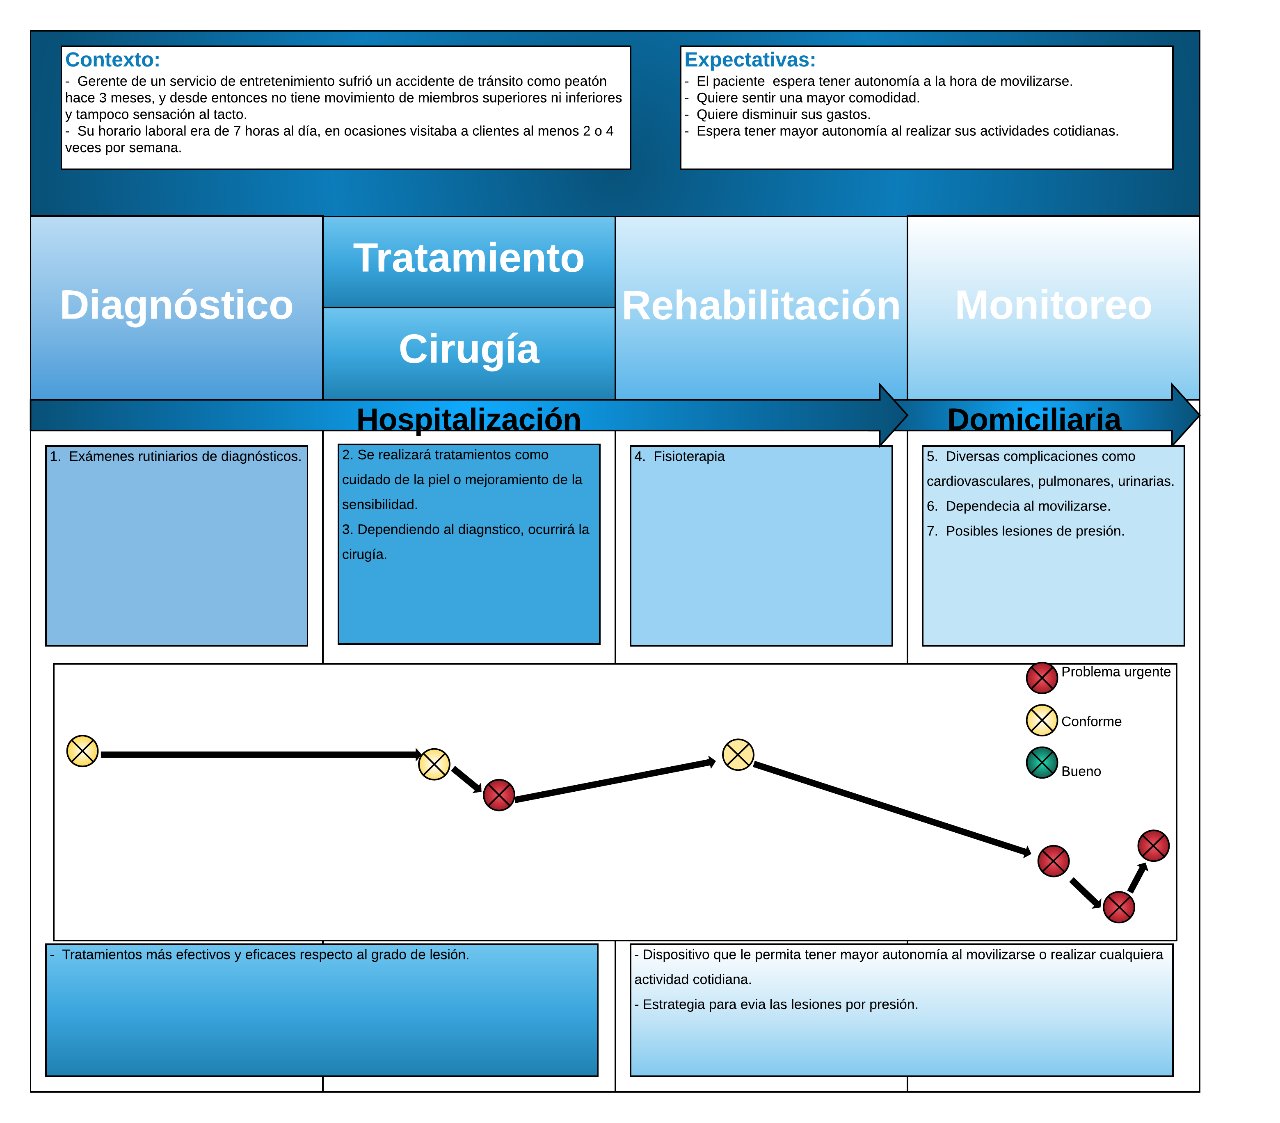 Contexto:
-  Gerente de un servicio de entretenimiento sufrió un accidente de tránsito como peatón
hace 3 meses, y desde entonces no tiene movimiento de miembros superiores ni inferiores
y tampoco sensación al tacto.
-  Su horario laboral era de 7 horas al día, en ocasiones visitaba a clientes al menos 2 o 4
veces por semana.
Expectativas:
-  El paciente  espera tener autonomía a la hora de movilizarse.
-  Quiere sentir una mayor comodidad.
-  Quiere disminuir sus gastos.
-  Espera tener mayor autonomía al realizar sus actividades cotidianas.
Diagnóstico
Tratamiento
Cirugía
Rehabilitación
Monitoreo
Hospitalización
Domiciliaria
1.  Exámenes rutiniarios de diagnósticos.
2. Se realizará tratamientos como
cuidado de la piel o mejoramiento de la
sensibilidad.
3. Dependiendo al diagnstico, ocurrirá la
cirugía.
4.  Fisioterapia
5.  Diversas complicaciones como
cardiovasculares, pulmonares, urinarias.
6.  Dependecia al movilizarse.
7.  Posibles lesiones de presión.
Problema urgente
Conforme
Bueno
-  Tratamientos más efectivos y eficaces respecto al grado de lesión.
- Dispositivo que le permita tener mayor autonomía al movilizarse o realizar cualquiera
actividad cotidiana.
- Estrategia para evia las lesiones por presión.